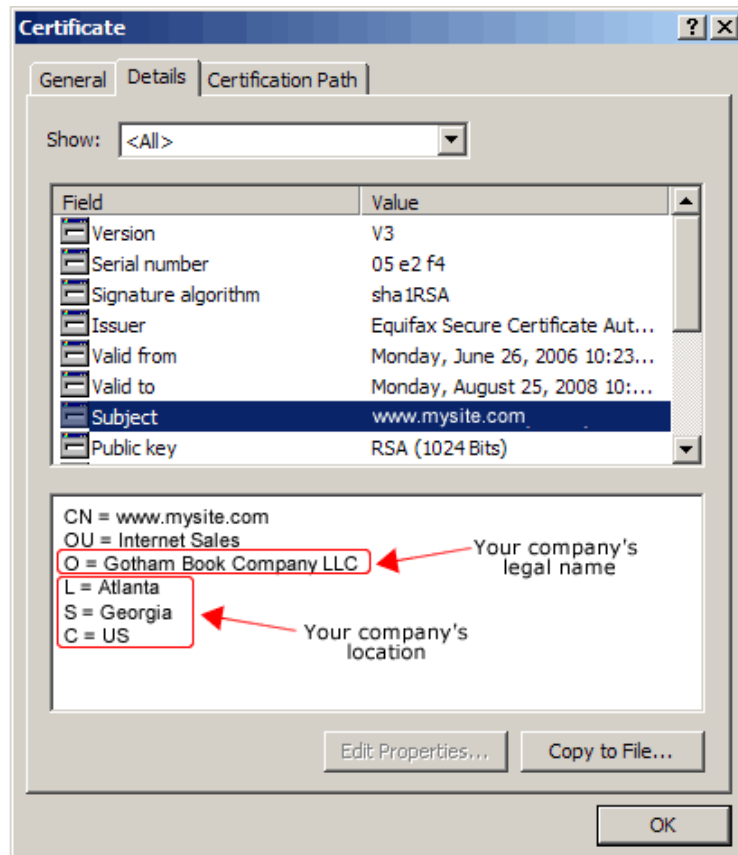 Certificate
General Details Certification Path
Show: <All>
Field Value
Version V3
Serial number 05 e2 f4
Signature algorithm sha1RSA
Issuer Equifax Secure Certificate Aut...
Valid from Monday, June 26, 2006 10:23...
Valid to Monday, August 25, 2008 10:...
Subject www.mysite.com
Public key RSA (1024 Bits)
CN = www.mysite.com
OU = Internet Sales
O = Gotham Book Company LLC
Your company's
legal name
L = Atlanta
S = Georgia
C = US
Your company's
location
Edit Properties... Copy to File...
OK